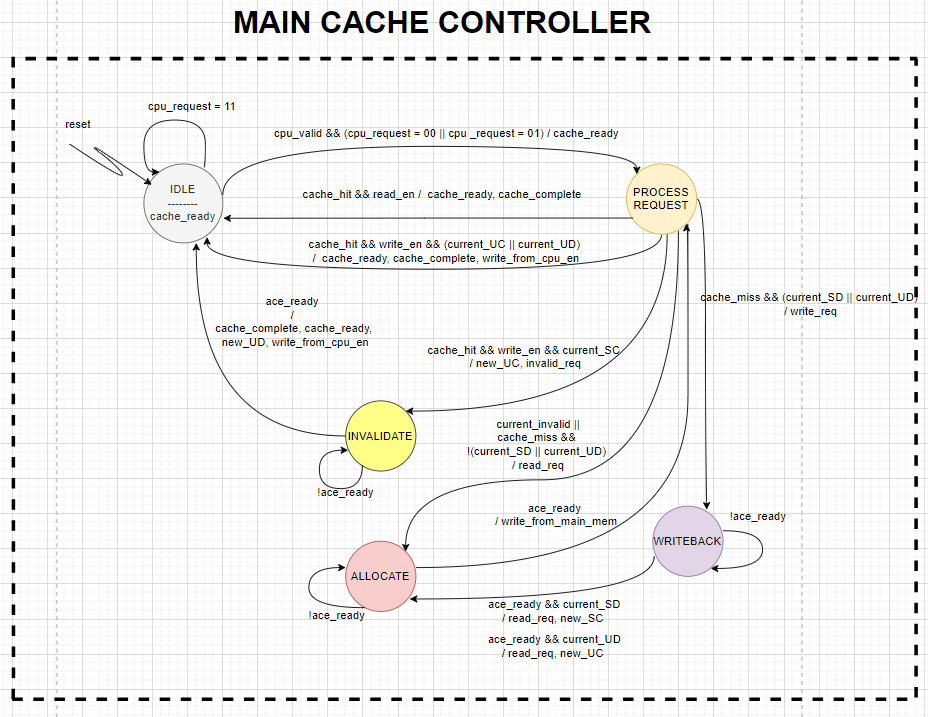 MAIN CACHE CONTROLLER
cpu_request = 11
reset
cpu_valid && (cpu_request = 00 || cpu _request = 01) / cache_ready
IDLE
--------
cache_ready
PROCESS
REQUEST
cache_hit && read_en / cache_ready, cache_complete
cache_hit && write_en && (current_UC || current_UD)
/ cache_ready, cache_complete, write_from_cpu_en
ace_ready
/
cache_complete, cache_ready,
new_UD, write_from_cpu_en
cache_miss && (current_SD || current_UD)
/ write_req
cache_hit && write_en && current_SC
/ new_UC, invalid_req
INVALIDATE
!ace_ready
current_invalid ||
cache_miss &&
!(current_SD || current_UD)
/ read_req
ace_ready
/ write_from_main_mem
!ace_ready
WRITEBACK
ALLOCATE
!ace_ready
ace_ready && current_SD
/ read_req, new_SC
ace_ready && current_UD
/ read_req, new_UC